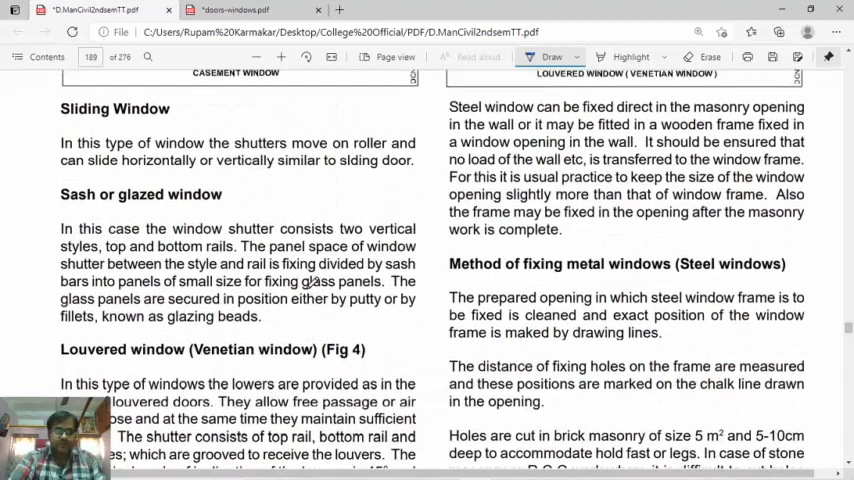 *D.ManCivil2ndsemTT.pdf
*doors-windows.pdf
File
C:/Users/Rupam%20Karmakar/Desktop/College%20Official/PDF/D.ManCivil2ndsemTT.pdf
Contents
189
of 276
Page view
Read aloud
Draw
Highlight
Erase
CASEMENT WINDOW
Sliding Window
In this type of window the shutters move on roller and
can slide horizontally or vertically similar to slding door.
Sash or glazed window
In this case the window shutter consists two vertical
styles, top and bottom rails. The panel space of window
shutter between the style and rail is fixing divided by sash
bars into panels of small size for fixing glass panels. The
glass panels are secured in position either by putty or by
fillets, known as glazing beads.
Louvered window (Venetian window) (Fig 4)
In this type of windows the lowers are provided as in the
louvered doors. They allow free passage or air
ose and at the same time they maintain sufficient
The shutter consists of top rail, bottom rail and
es; which are grooved to receive the louvers. The
LOUVERED WINDOW ( VENETIAN WINDOW )
Steel window can be fixed direct in the masonry opening
in the wall or it may be fitted in a wooden frame fixed in
a window opening in the wall. It should be ensured that
no load of the wall etc, is transferred to the window frame.
For this it is usual practice to keep the size of the window
opening slightly more than that of window frame. Also
the frame may be fixed in the opening after the masonry
work is complete.
Method of fixing metal windows (Steel windows)
The prepared opening in which steel window frame is to
be fixed is cleaned and exact position of the window
frame is maked by drawing lines.
The distance of fixing holes on the frame are measured
and these positions are marked on the chalk line drawn
in the opening.
Holes are cut in brick masonry of size 5 m² and 5-10cm
deep to accommodate hold fast or legs. In case of stone